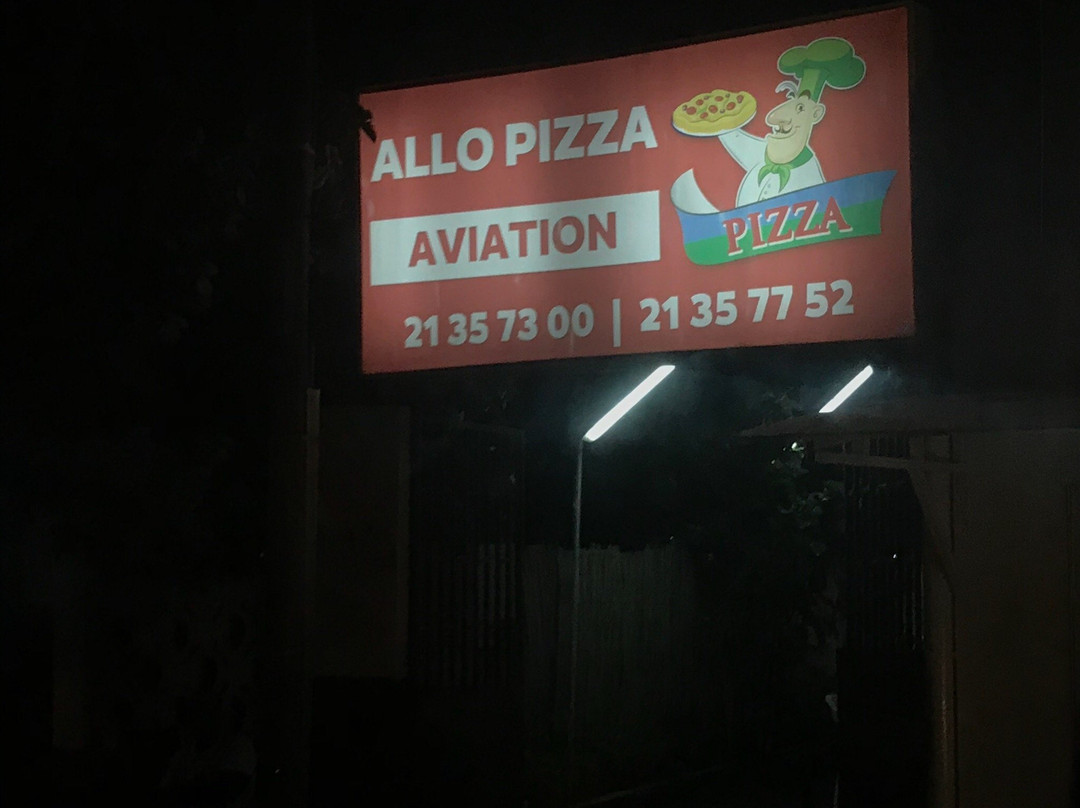 ALLO PIZZA
AVIATION
PIZZA
21 35 73 00 | 21 35 77 52